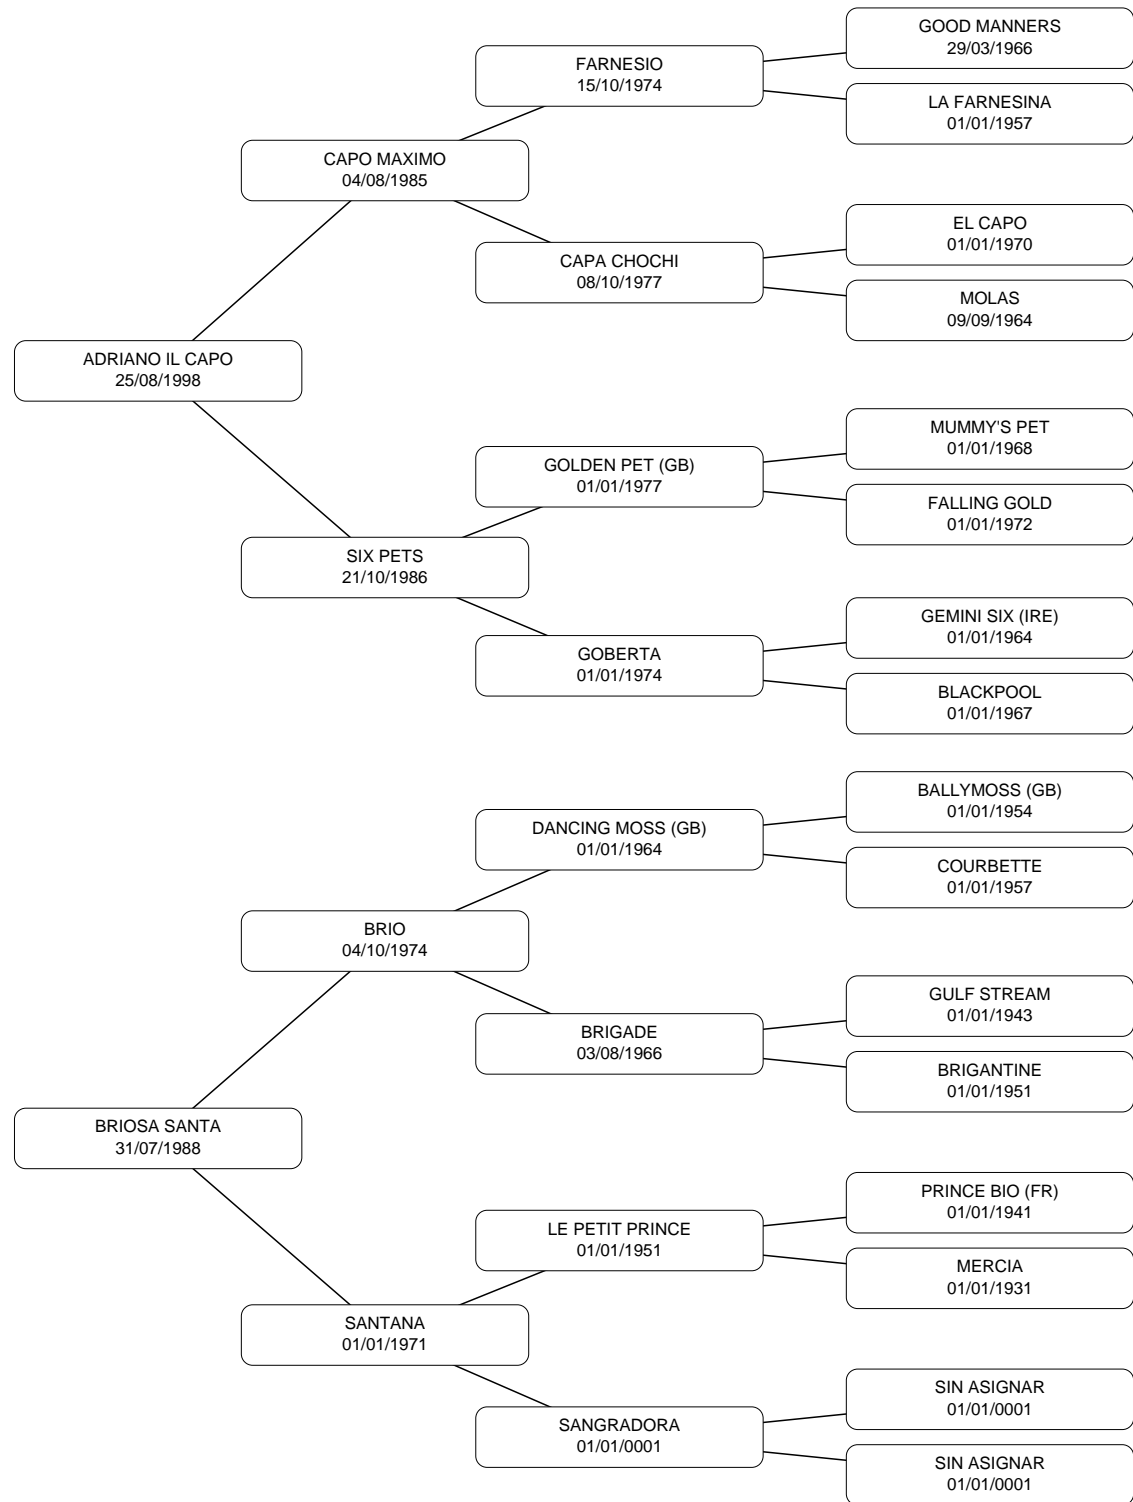 GOOD MANNERS
29/03/1966
FARNESIO
15/10/1974
LA FARNESINA
01/01/1957
CAPO MAXIMO
04/08/1985
EL CAPO
01/01/1970
CAPA CHOCHI
08/10/1977
MOLAS
09/09/1964
ADRIANO IL CAPO
25/08/1998
MUMMY'S PET
01/01/1968
GOLDEN PET (GB)
01/01/1977
FALLING GOLD
01/01/1972
SIX PETS
21/10/1986
GEMINI SIX (IRE)
01/01/1964
GOBERTA
01/01/1974
BLACKPOOL
01/01/1967
BALLYMOSS (GB)
01/01/1954
DANCING MOSS (GB)
01/01/1964
COURBETTE
01/01/1957
BRIO
04/10/1974
GULF STREAM
01/01/1943
BRIGADE
03/08/1966
BRIGANTINE
01/01/1951
BRIOSA SANTA
31/07/1988
PRINCE BIO (FR)
01/01/1941
LE PETIT PRINCE
01/01/1951
MERCIA
01/01/1931
SANTANA
01/01/1971
SIN ASIGNAR
01/01/0001
SANGRADORA
01/01/0001
SIN ASIGNAR
01/01/0001